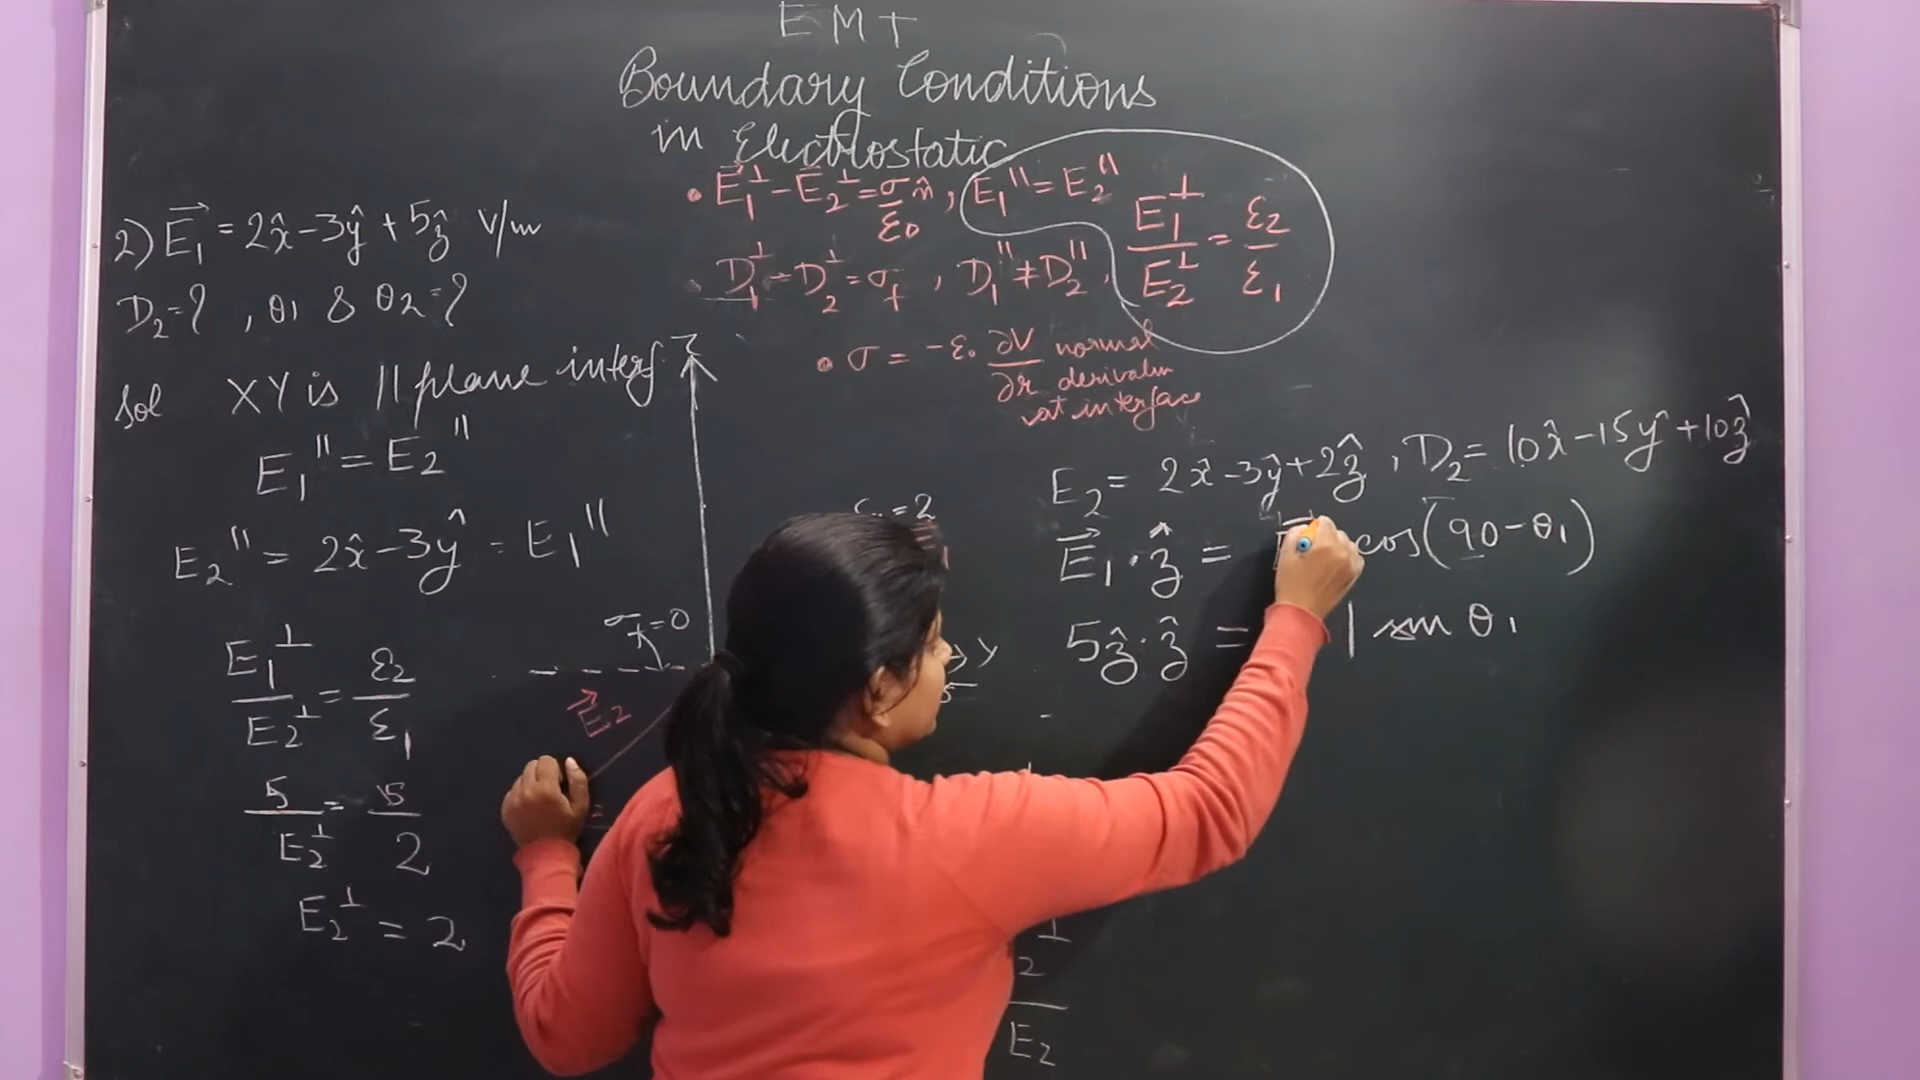 EMT
Boundary Conditions
in Electrostatic
• E₁⃗^⊥ - E₂⃗^⊥ = σ/ε₀ n̂ , E₁^∥ = E₂^∥
E₁^⊥/E₂^⊥ = ε₂/ε₁
• D₁^⊥ - D₂^⊥ = σ_f , D₁^∥ ≠ D₂^∥ ,
• σ = -ε₀ ∂V/∂r normal
derivative
at interface
2) E₁⃗ = 2x̂ - 3ŷ + 5ẑ V/m
D₂ = ? , θ₁ & θ₂ = ?
Sol XY is ∥ plane interf
E₁^∥ = E₂^∥
E₂^∥ = 2x̂ - 3ŷ = E₁^∥
E₁^⊥/E₂^⊥ = ε₂/ε₁
5/E₂^⊥ = 5/2
E₂^⊥ = 2
Z
= 2
σ_f = 0
Y
E₂⃗
E₂ = 2x̂ - 3ŷ + 2ẑ , D₂ = 10x̂ - 15ŷ + 10ẑ
E₁⃗ · ẑ = cos(90 - θ₁)
5ẑ · ẑ = | sin θ₁
⊥
2
E₂